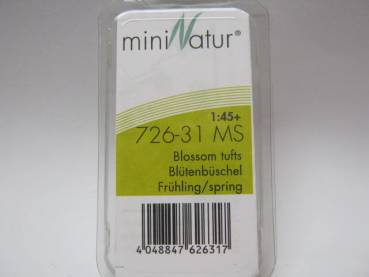 miniNatur®
1:45+
726-31 MS
Blossom tufts
Blütenbüschel
Frühling/spring
4 048847 626317